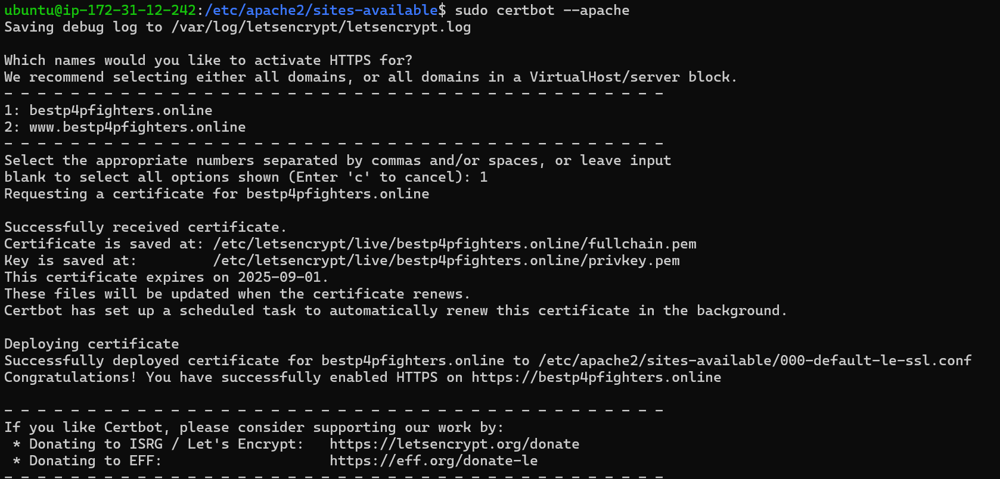 ubuntu@ip-172-31-12-242:/etc/apache2/sites-available$ sudo certbot --apache
Saving debug log to /var/log/letsencrypt/letsencrypt.log

Which names would you like to activate HTTPS for?
We recommend selecting either all domains, or all domains in a VirtualHost/server block.
- - - - - - - - - - - - - - - - - - - - - - - - - - - - - - - - - - - - - - - -
1: bestp4pfighters.online
2: www.bestp4pfighters.online
- - - - - - - - - - - - - - - - - - - - - - - - - - - - - - - - - - - - - - - -
Select the appropriate numbers separated by commas and/or spaces, or leave input
blank to select all options shown (Enter 'c' to cancel): 1
Requesting a certificate for bestp4pfighters.online

Successfully received certificate.
Certificate is saved at: /etc/letsencrypt/live/bestp4pfighters.online/fullchain.pem
Key is saved at:         /etc/letsencrypt/live/bestp4pfighters.online/privkey.pem
This certificate expires on 2025-09-01.
These files will be updated when the certificate renews.
Certbot has set up a scheduled task to automatically renew this certificate in the background.

Deploying certificate
Successfully deployed certificate for bestp4pfighters.online to /etc/apache2/sites-available/000-default-le-ssl.conf
Congratulations! You have successfully enabled HTTPS on https://bestp4pfighters.online

- - - - - - - - - - - - - - - - - - - - - - - - - - - - - - - - - - - - - - - -
If you like Certbot, please consider supporting our work by:
 * Donating to ISRG / Let's Encrypt:   https://letsencrypt.org/donate
 * Donating to EFF:                    https://eff.org/donate-le
- - - - - - - - - - - - - - - - - - - - - - - - - - - - - - - - - - - - - - - -